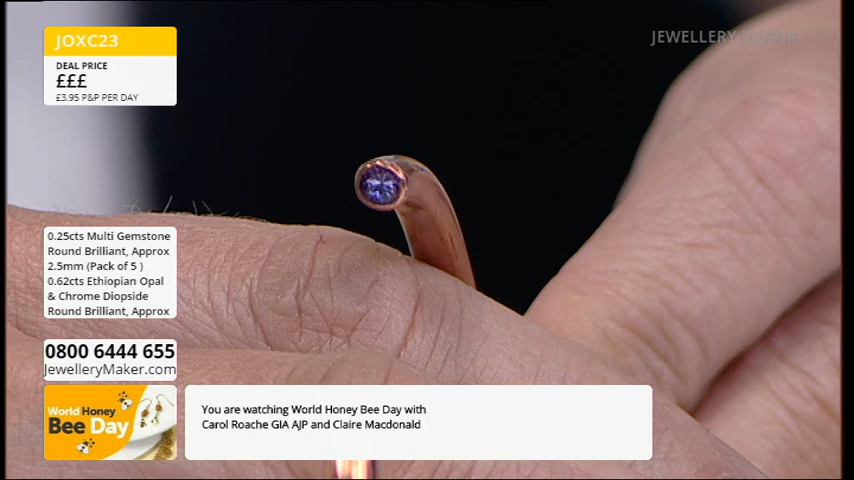 JOXC23
DEAL PRICE
£££
£3.95 P&P PER DAY
JEWELLERY MAKER
0.25cts Multi Gemstone
Round Brilliant, Approx
2.5mm (Pack of 5 )
0.62cts Ethiopian Opal
& Chrome Diopside
Round Brilliant, Approx
0800 6444 655
JewelleryMaker.com
World Honey
Bee Day
You are watching World Honey Bee Day with
Carol Roache GIA AJP and Claire Macdonald